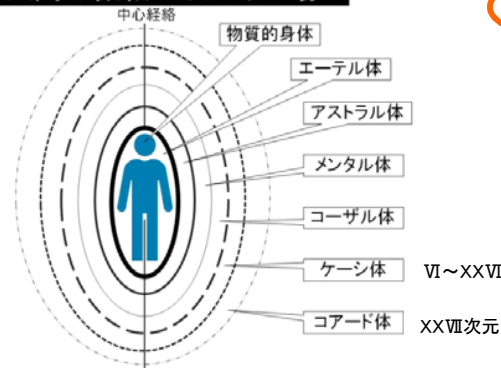 中心経絡
物質的身体
エーテル体
アストラル体
メンタル体
コーザル体
ケーシ体 Ⅵ～XXⅥ
コアード体 XXⅦ次元